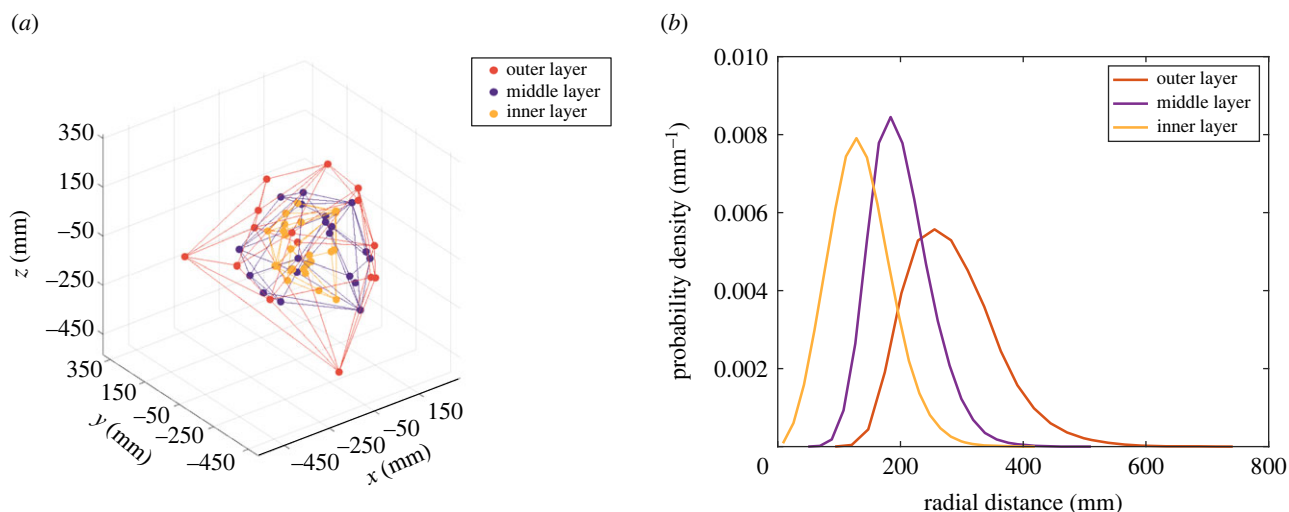 (a)
outer layer
middle layer
inner layer
350
150
–50
–250
–450
z (mm)
350
150
–50
–250
–450
y (mm)
–450
–250
–50
150
x (mm)
(b)
0.010
0.008
0.006
0.004
0.002
probability density (mm⁻¹)
outer layer
middle layer
inner layer
0
200
400
600
800
radial distance (mm)